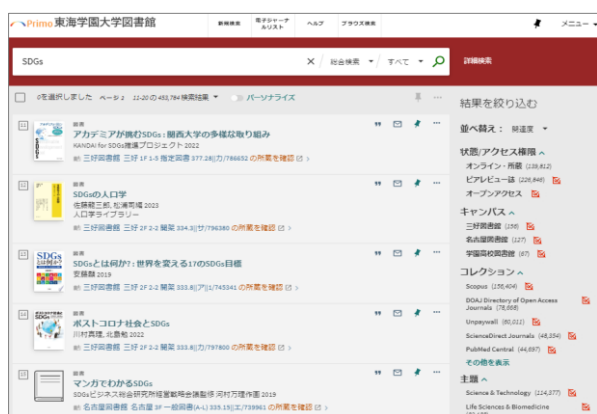 Primo 東海学園大学図書館
新規検索
電子ジャーナルリスト
ヘルプ
ブラウズ検索
メニュー
SDGs
総合検索
すべて
詳細検索
0を選択しました ページ 2 11-20 の 493,784 検索結果
パーソナライズ
11
図書
アカデミアが挑むSDGs : 関西大学の多様な取り組み
KANDAI for SDGs推進プロジェクト 2022
三好図書館 三好 1F 1-5 指定図書 377.28||カ/786632 の所蔵を確認
12
図書
SDGsの人口学
佐藤龍三郎, 松浦司編 2023
人口学ライブラリー
三好図書館 三好 2F 2-2 開架 334.3||サ/796380 の所蔵を確認
13
図書
SDGsとは何か? : 世界を変える17のSDGs目標
安藤顯 2019
三好図書館 三好 2F 2-2 開架 333.8||ア||1/745341 の所蔵を確認
14
図書
ポストコロナ社会とSDGs
川村真理, 北島勉 2022
三好図書館 三好 2F 2-2 開架 333.8||カ/797800 の所蔵を確認
15
図書
マンガでわかるSDGs
SDGsビジネス総合研究所経営戦略会議監修 河村万理作画 2019
名古屋図書館 名古屋 3F 一般図書(A-L) 335.15||エ/739961 の所蔵を確認
結果を絞り込む
並べ替え: 関連度
状態/アクセス権限
オンライン・所蔵 (139,812)
ピアレビュー誌 (226,846)
オープンアクセス
キャンパス
三好図書館 (156)
名古屋図書館 (127)
学園高校図書館 (67)
コレクション
Scopus (156,404)
DOAJ Directory of Open Access
Journals (78,668)
Unpaywall (60,011)
ScienceDirect Journals (46,354)
PubMed Central (44,697)
その他を表示
主題
Science & Technology (114,577)
Life Sciences & Biomedicine